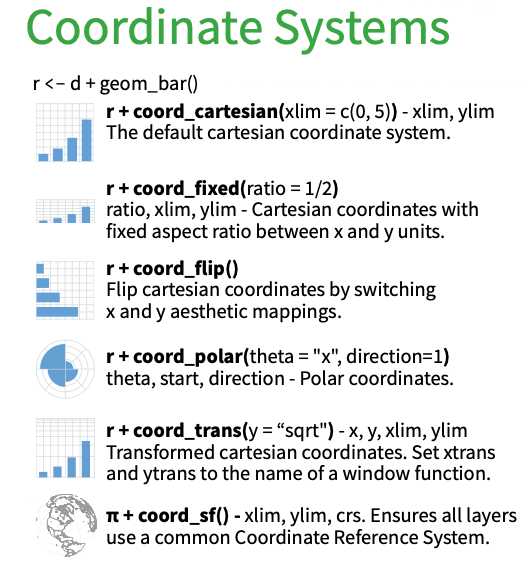 Coordinate Systems
r <- d + geom_bar()
r + coord_cartesian(xlim = c(0, 5)) - xlim, ylim
The default cartesian coordinate system.
r + coord_fixed(ratio = 1/2)
ratio, xlim, ylim - Cartesian coordinates with
fixed aspect ratio between x and y units.
r + coord_flip()
Flip cartesian coordinates by switching
x and y aesthetic mappings.
r + coord_polar(theta = "x", direction=1)
theta, start, direction - Polar coordinates.
r + coord_trans(y = “sqrt") - x, y, xlim, ylim
Transformed cartesian coordinates. Set xtrans
and ytrans to the name of a window function.
π + coord_sf() - xlim, ylim, crs. Ensures all layers
use a common Coordinate Reference System.